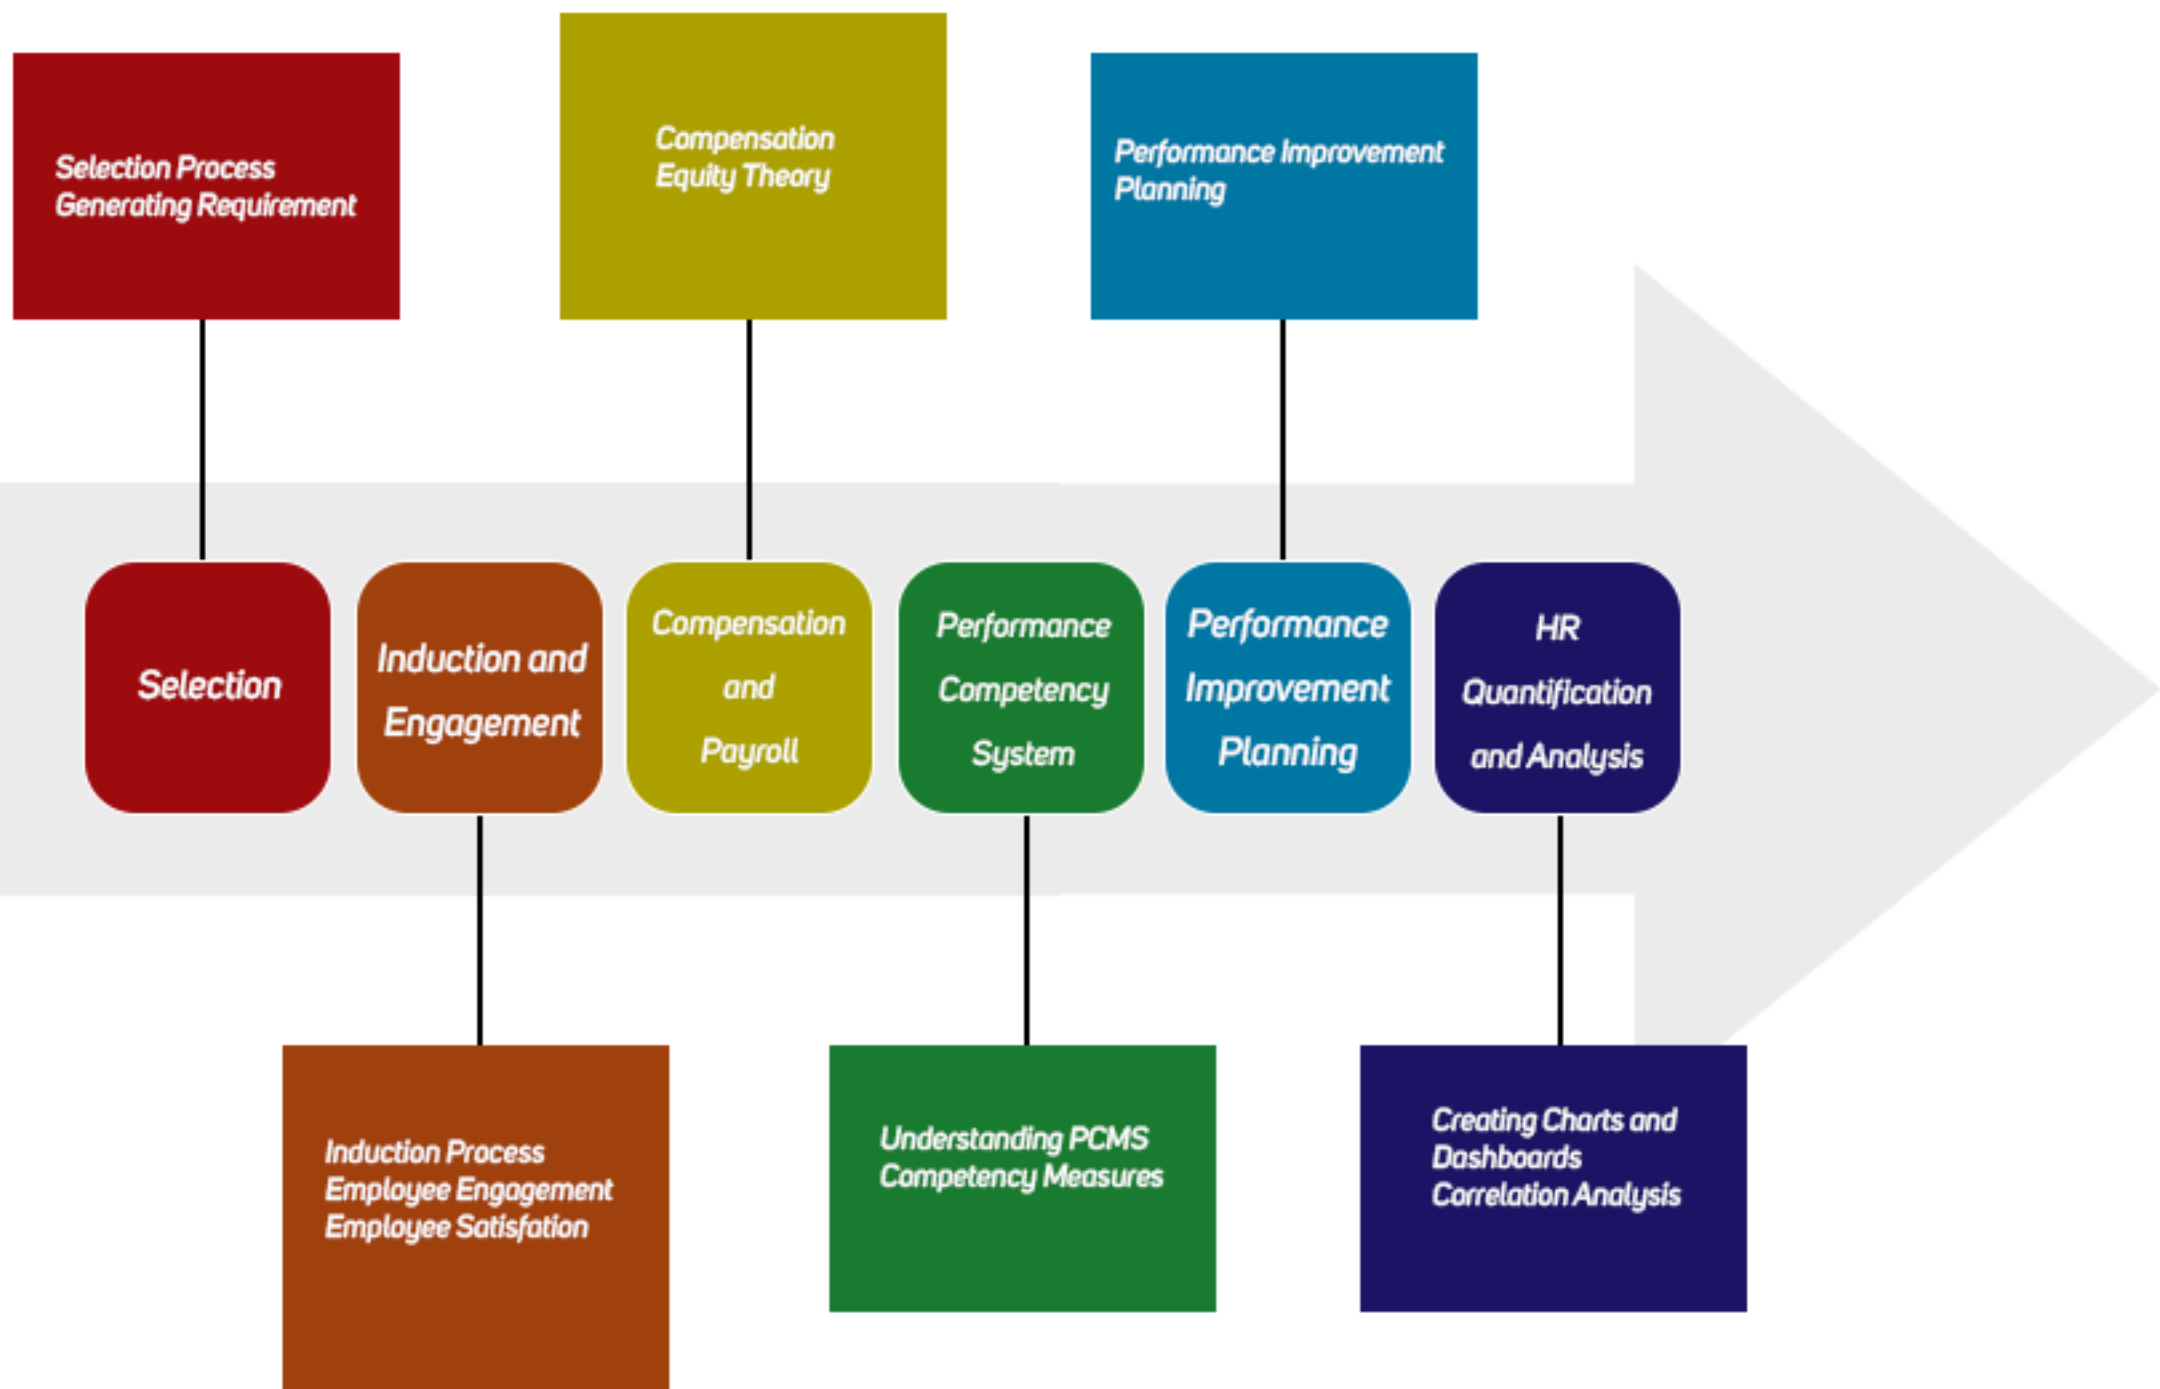 Selection Process
Generating Requirement
Compensation
Equity Theory
Performance Improvement
Planning
Selection
Induction and
Engagement
Compensation
and
Payroll
Performance
Competency
System
Performance
Improvement
Planning
HR
Quantification
and Analysis
Induction Process
Employee Engagement
Employee Satisfation
Understanding PCMS
Competency Measures
Creating Charts and
Dashboards
Correlation Analysis